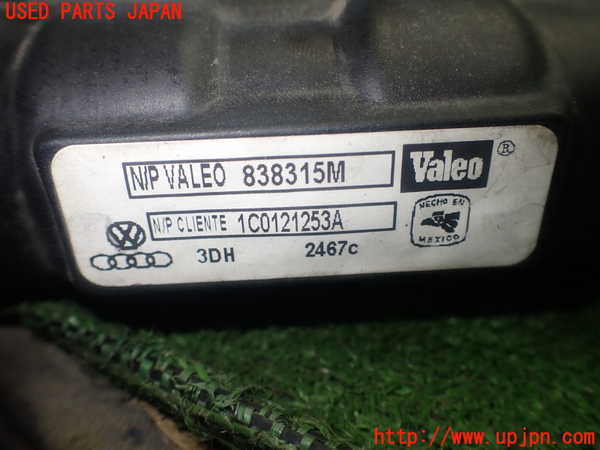 USED PARTS JAPAN
N/P VALEO 838315M
Valeo ®
N/P CLIENTE 1C0121253A
HECHO EN
MEXICO
3DH 2467c
http://www.upjpn.com